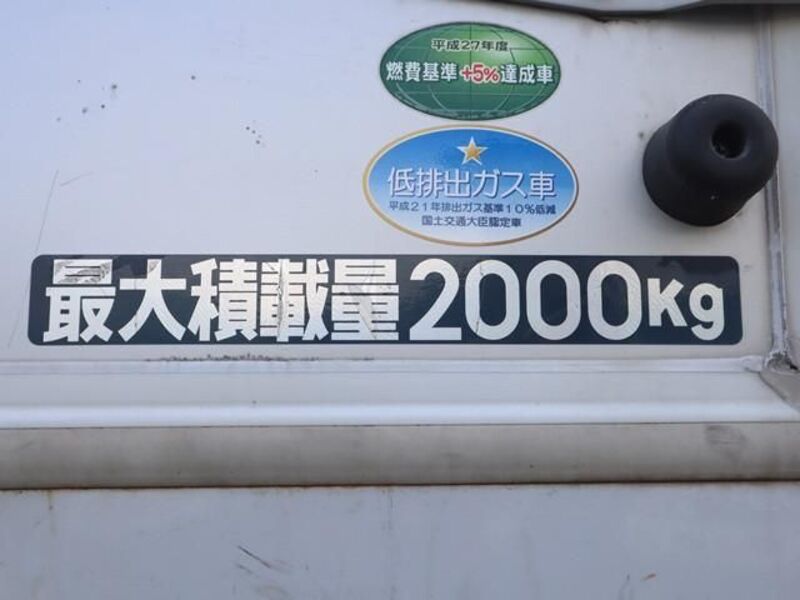 平成27年度
燃費基準+5%達成車
低排出ガス車
平成21年排出ガス基準10%低減
国土交通大臣認定車
最大積載量2000Kg